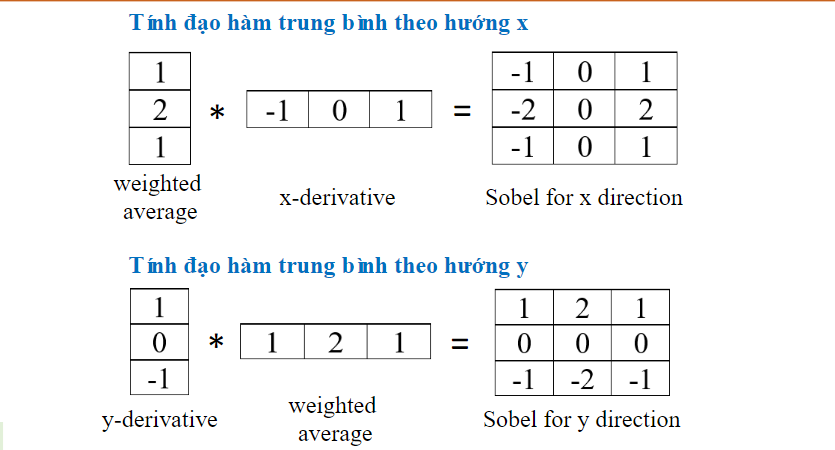 Tính đạo hàm trung bình theo hướng x
1
2
1
*
-1 0 1
=
-1 0 1
-2 0 2
-1 0 1
weighted
average
x-derivative
Sobel for x direction
Tính đạo hàm trung bình theo hướng y
1
0
-1
*
1 2 1
=
1 2 1
0 0 0
-1 -2 -1
y-derivative
weighted
average
Sobel for y direction